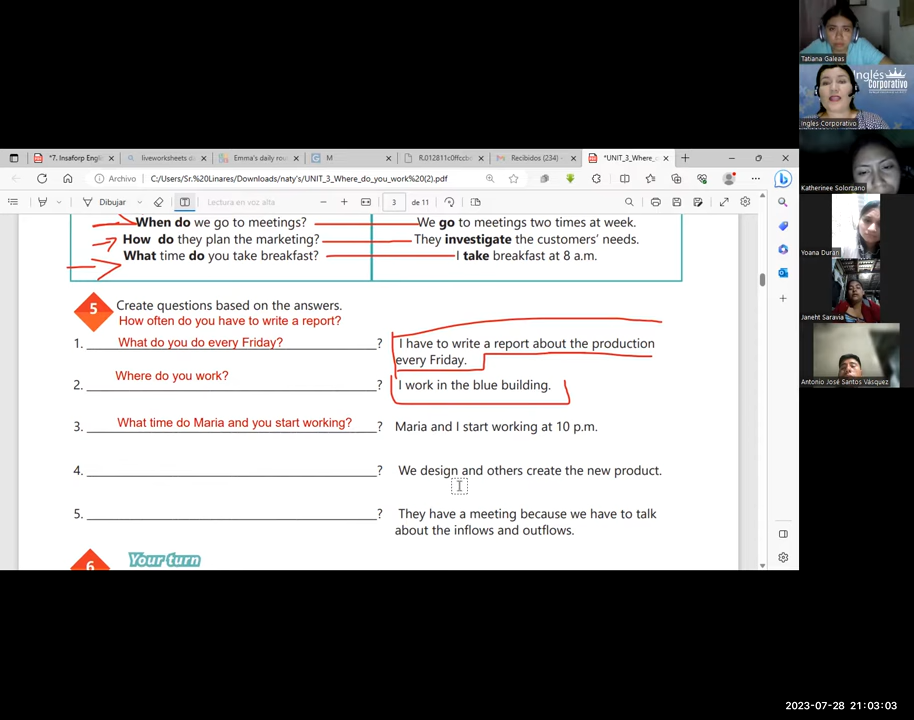 Tatiana Galeas
Inglés
Corporativo
Ingles Corporativo
Katherinee Solorzano
Yoana Duran
Janeht Saravia
Antonio José Santos Vásquez
*7. Insaforp Engl
liveworksheets d
Emma's daily rou
M
R.012811c0ffccb
Recibidos (234) -
*UNIT_3_Where_d
Archivo
C:/Users/Sr.%20Linares/Downloads/naty's/UNIT_3_Where_do_you_work%20(2).pdf
Dibujar
Lectura en voz alta
3
de 11
When do we go to meetings?
We go to meetings two times at week.
How do they plan the marketing?
They investigate the customers' needs.
What time do you take breakfast?
I take breakfast at 8 a.m.
5 Create questions based on the answers.
How often do you have to write a report?
1. What do you do every Friday? ?
I have to write a report about the production
every Friday.
Where do you work?
2. ? I work in the blue building.
What time do Maria and you start working?
3. ? Maria and I start working at 10 p.m.
4. ? We design and others create the new product.
5. ? They have a meeting because we have to talk
about the inflows and outflows.
6 Your turn
2023-07-28 21:03:03